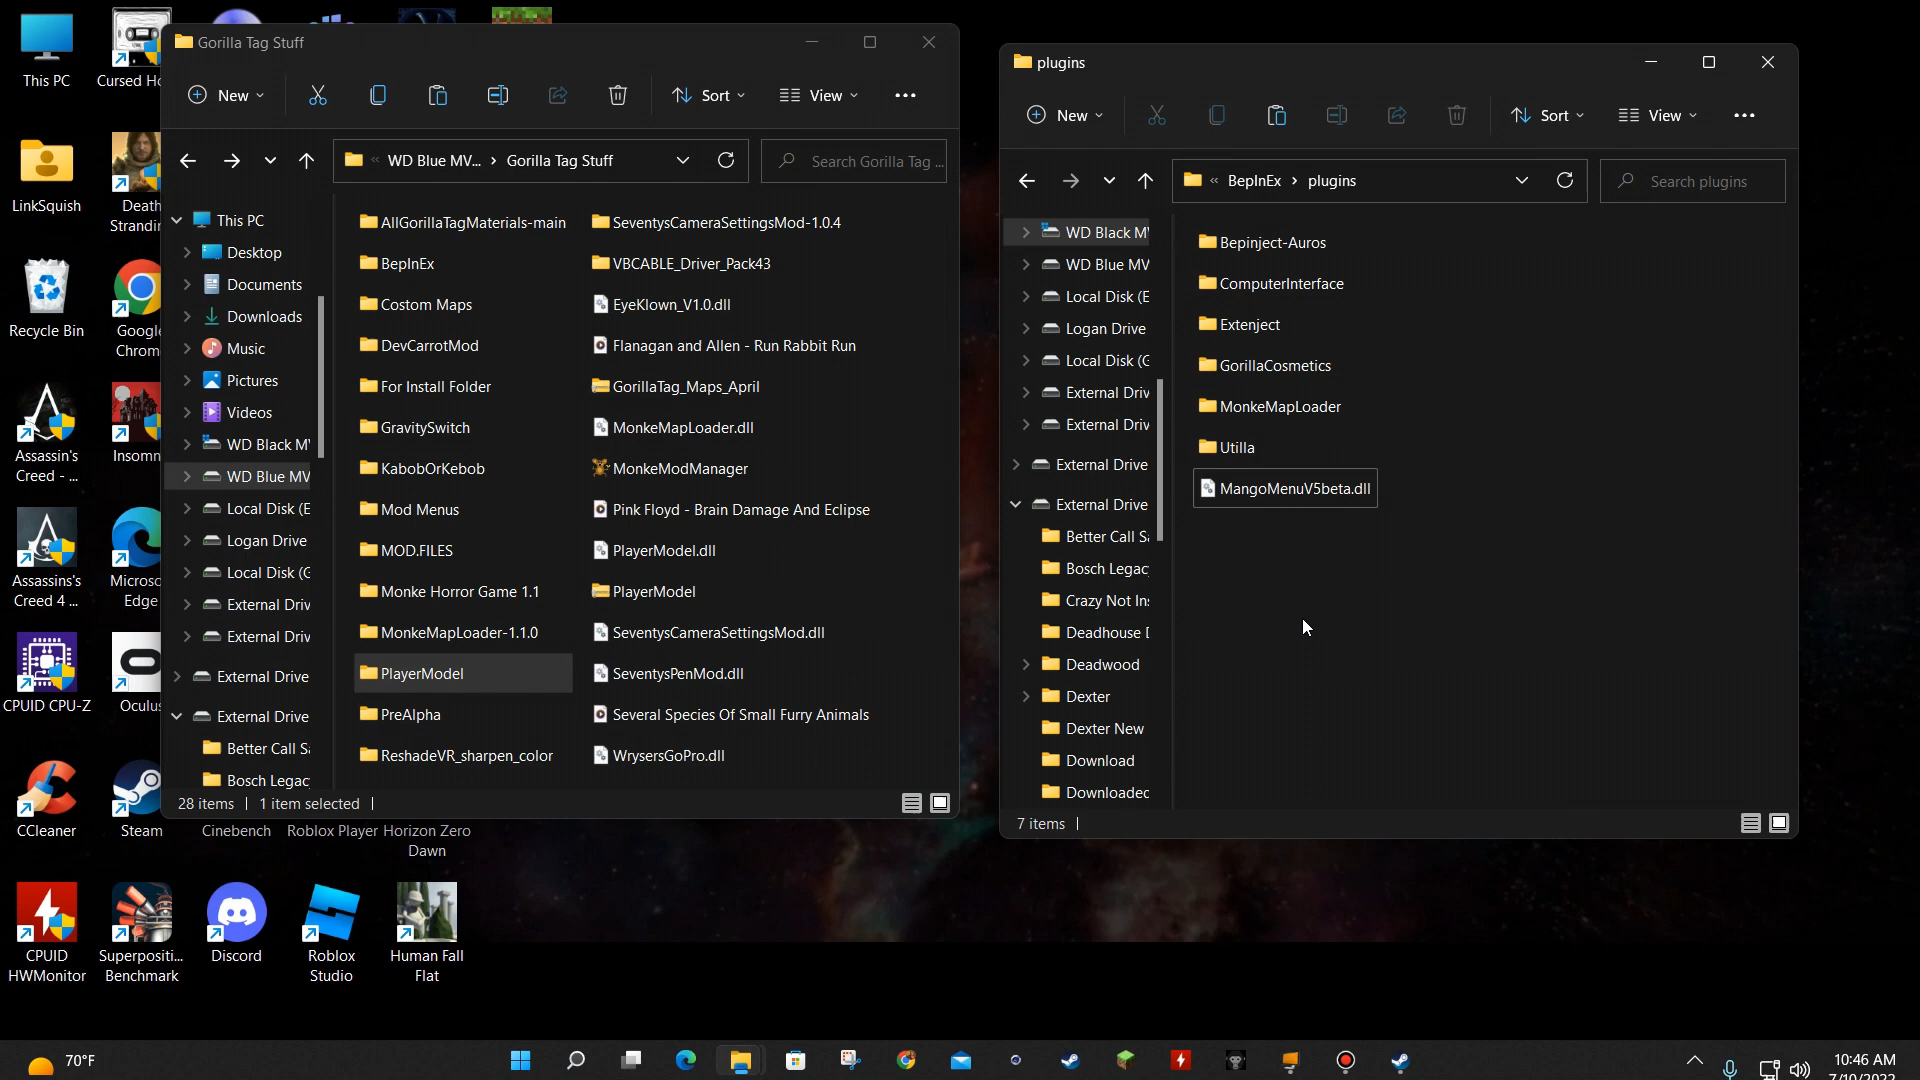 This PC
Cursed Ho
LinkSquish
Death
Strandin
Recycle Bin
Google
Chrom
Assassin's
Creed - ...
Insomn
Assassins's
Creed 4 ...
Microso
Edge
CPUID CPU-Z
Oculus
CCleaner
Steam
Cinebench
Roblox Player
Horizon Zero
Dawn
CPUID
HWMonitor
Superpositi...
Benchmark
Discord
Roblox
Studio
Human Fall
Flat
Gorilla Tag Stuff
New
Sort
View
WD Blue MV... > Gorilla Tag Stuff
Search Gorilla Tag ...
This PC
Desktop
Documents
Downloads
Music
Pictures
Videos
WD Black M
WD Blue MV
Local Disk (E
Logan Drive
Local Disk (G
External Driv
External Driv
External Drive
External Drive
Better Call Sa
Bosch Legac
AllGorillaTagMaterials-main
BepInEx
Costom Maps
DevCarrotMod
For Install Folder
GravitySwitch
KabobOrKebob
Mod Menus
MOD.FILES
Monke Horror Game 1.1
MonkeMapLoader-1.1.0
PlayerModel
PreAlpha
ReshadeVR_sharpen_color
SeventysCameraSettingsMod-1.0.4
VBCABLE_Driver_Pack43
EyeKlown_V1.0.dll
Flanagan and Allen - Run Rabbit Run
GorillaTag_Maps_April
MonkeMapLoader.dll
MonkeModManager
Pink Floyd - Brain Damage And Eclipse
PlayerModel.dll
PlayerModel
SeventysCameraSettingsMod.dll
SeventysPenMod.dll
Several Species Of Small Furry Animals
WrysersGoPro.dll
28 items
1 item selected
plugins
New
Sort
View
BepInEx > plugins
Search plugins
WD Black M
WD Blue MV
Local Disk (E
Logan Drive
Local Disk (G
External Driv
External Driv
External Drive
External Drive
Better Call Sa
Bosch Legac
Crazy Not In
Deadhouse D
Deadwood
Dexter
Dexter New
Download
Downloaded
Bepinject-Auros
ComputerInterface
Extenject
GorillaCosmetics
MonkeMapLoader
Utilla
MangoMenuV5beta.dll
7 items
70°F
10:46 AM
7/10/2022